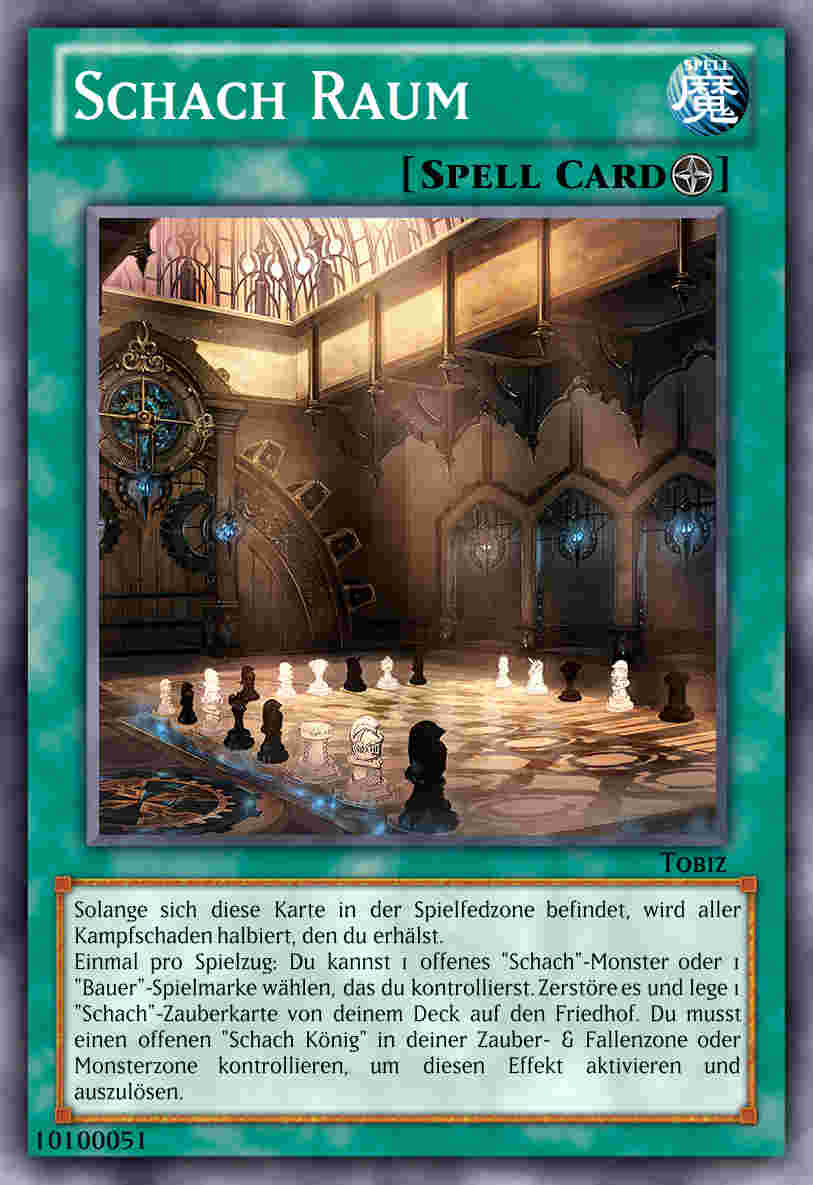 Schach Raum
SPELL
魔
[Spell Card]
Tobiz
Solange sich diese Karte in der Spielfedzone befindet, wird aller
Kampfschaden halbiert, den du erhälst.
Einmal pro Spielzug: Du kannst 1 offenes "Schach"-Monster oder 1
"Bauer"-Spielmarke wählen, das du kontrollierst. Zerstöre es und lege 1
"Schach"-Zauberkarte von deinem Deck auf den Friedhof. Du musst
einen offenen "Schach König" in deiner Zauber- & Fallenzone oder
Monsterzone kontrollieren, um diesen Effekt aktivieren und
auszulösen.
10100051